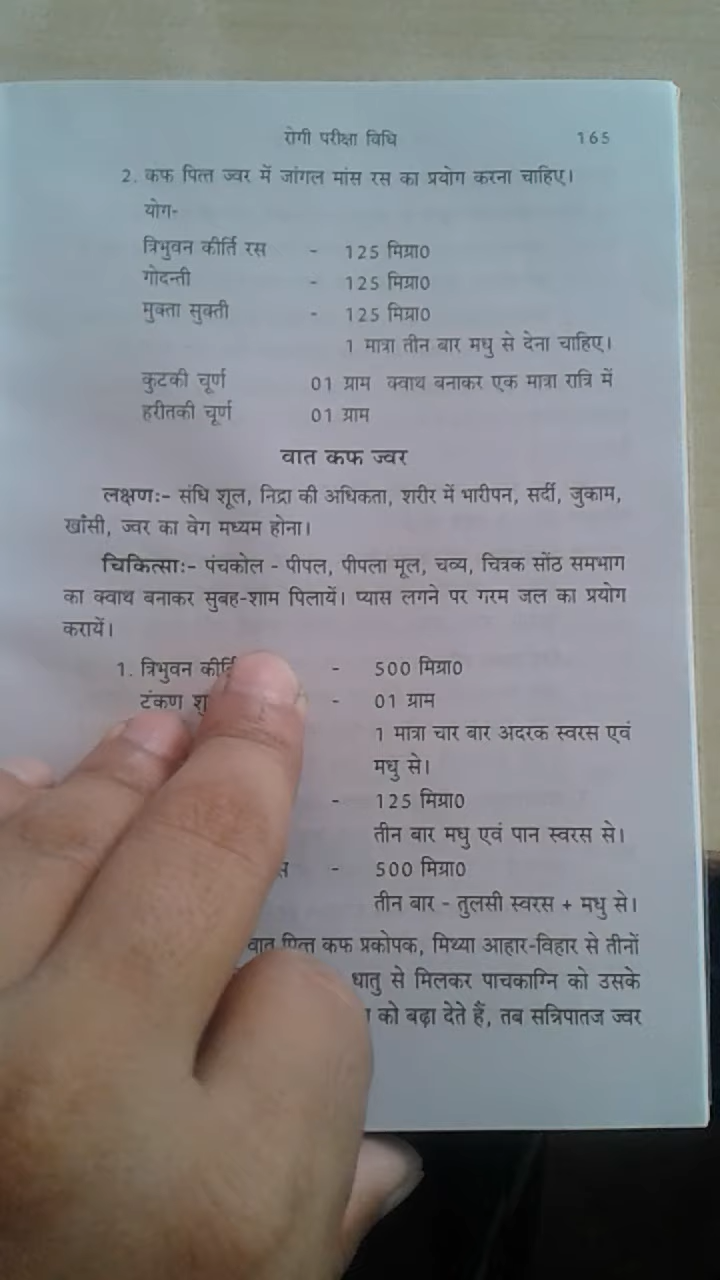 रोगी परीक्षा विधि 165
2. कफ पित्त ज्वर में जांगल मांस रस का प्रयोग करना चाहिए।
योग-
त्रिभुवन कीर्ति रस - 125 मिग्रा0
गोदन्ती - 125 मिग्रा0
मुक्ता सुक्ती - 125 मिग्रा0
1 मात्रा तीन बार मधु से देना चाहिए।
कुटकी चूर्ण 01 ग्राम क्वाथ बनाकर एक मात्रा रात्रि में
हरीतकी चूर्ण 01 ग्राम
वात कफ ज्वर
लक्षणः- संधि शूल, निद्रा की अधिकता, शरीर में भारीपन, सर्दी, जुकाम,
खाँसी, ज्वर का वेग मध्यम होना।
चिकित्साः- पंचकोल - पीपल, पीपला मूल, चव्य, चित्रक सोंठ समभाग
का क्वाथ बनाकर सुबह-शाम पिलायें। प्यास लगने पर गरम जल का प्रयोग
करायें।
1. त्रिभुवन - 500 मिग्रा0
टंकण - 01 ग्राम
1 मात्रा चार बार अदरक स्वरस एवं
मधु से।
- 125 मिग्रा0
तीन बार मधु एवं पान स्वरस से।
- 500 मिग्रा0
तीन बार - तुलसी स्वरस + मधु से।
वात पित्त कफ प्रकोपक, मिथ्या आहार-विहार से तीनों
धातु से मिलकर पाचकाग्नि को उसके
को बढ़ा देते हैं, तब सन्निपातज ज्वर